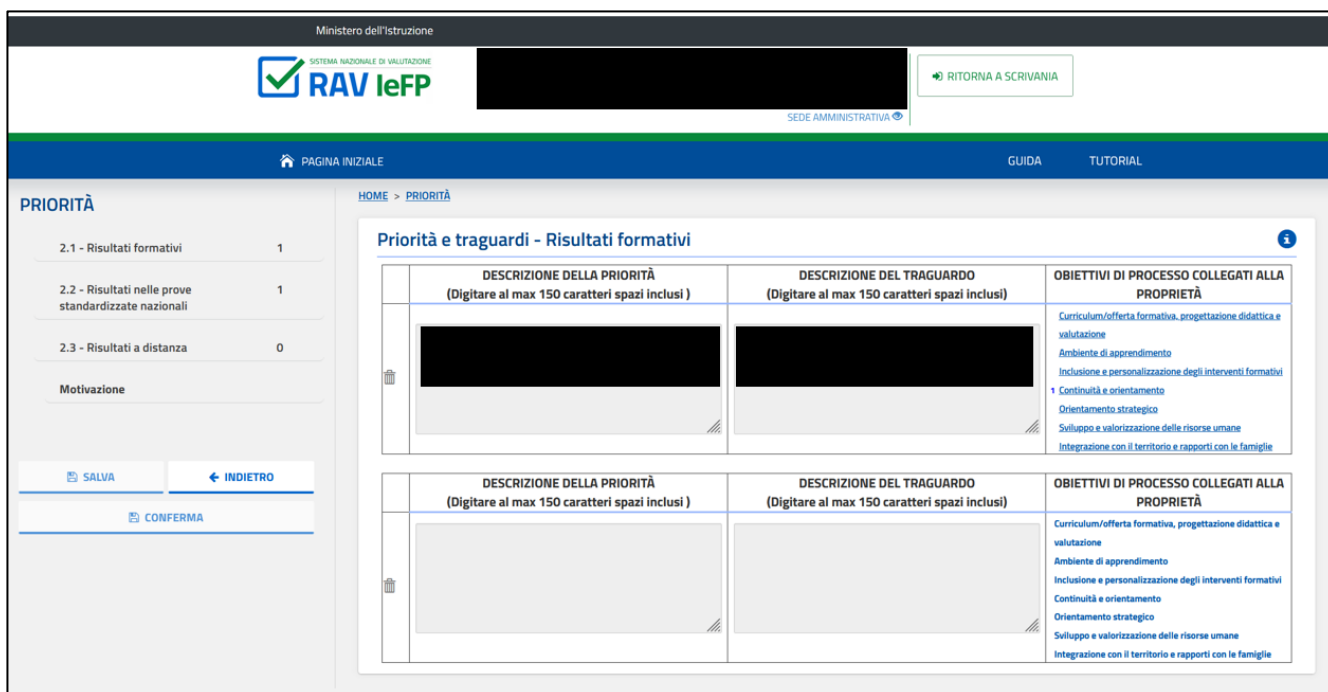 Ministero dell'Istruzione
SISTEMA NAZIONALE DI VALUTAZIONE
RAV IeFP
RITORNA A SCRIVANIA
SEDE AMMINISTRATIVA
PAGINA INIZIALE
GUIDA
TUTORIAL
PRIORITÀ
2.1 - Risultati formativi 1
2.2 - Risultati nelle prove
standardizzate nazionali 1
2.3 - Risultati a distanza 0
Motivazione
SALVA
INDIETRO
CONFERMA
HOME > PRIORITÀ
Priorità e traguardi - Risultati formativi
DESCRIZIONE DELLA PRIORITÀ
(Digitare al max 150 caratteri spazi inclusi )
DESCRIZIONE DEL TRAGUARDO
(Digitare al max 150 caratteri spazi inclusi)
OBIETTIVI DI PROCESSO COLLEGATI ALLA
PROPRIETÀ
Curriculum/offerta formativa, progettazione didattica e
valutazione
Ambiente di apprendimento
Inclusione e personalizzazione degli interventi formativi
1 Continuità e orientamento
Orientamento strategico
Sviluppo e valorizzazione delle risorse umane
Integrazione con il territorio e rapporti con le famiglie
DESCRIZIONE DELLA PRIORITÀ
(Digitare al max 150 caratteri spazi inclusi )
DESCRIZIONE DEL TRAGUARDO
(Digitare al max 150 caratteri spazi inclusi)
OBIETTIVI DI PROCESSO COLLEGATI ALLA
PROPRIETÀ
Curriculum/offerta formativa, progettazione didattica e
valutazione
Ambiente di apprendimento
Inclusione e personalizzazione degli interventi formativi
Continuità e orientamento
Orientamento strategico
Sviluppo e valorizzazione delle risorse umane
Integrazione con il territorio e rapporti con le famiglie